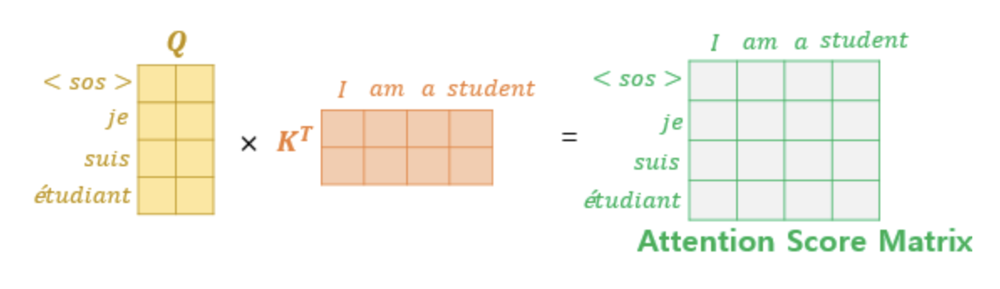 Q
< sos >
je
suis
étudiant
×
K^T
I am a student
=
I am a student
< sos >
je
suis
étudiant
Attention Score Matrix